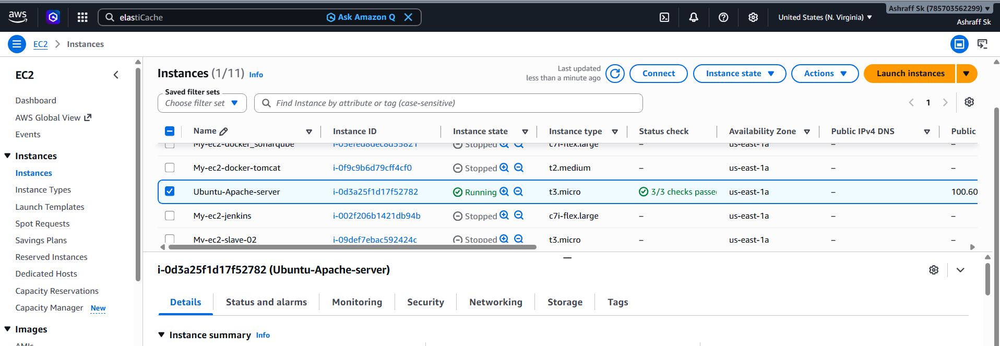 aws
elastiCache
Ask Amazon Q
United States (N. Virginia)
Ashraff Sk (785703562299)
Ashraff Sk
EC2 Instances
EC2
Dashboard
AWS Global View
Events
Instances
Instances
Instance Types
Launch Templates
Spot Requests
Savings Plans
Reserved Instances
Dedicated Hosts
Capacity Reservations
Capacity Manager New
Images
AMIs
Instances (1/11) Info
Last updated
less than a minute ago
Connect
Instance state
Actions
Launch instances
Saved filter sets
Choose filter set
Find Instance by attribute or tag (case-sensitive)
1
Name Instance ID Instance state Instance type Status check Availability Zone Public IPv4 DNS Public
My-ec2-docker_sonarqube i-05efed8dec8d55821 Stopped c7i-flex.large – us-east-1a – –
My-ec2-docker-tomcat i-0f9c9b6d79cff4cf0 Stopped t2.medium – us-east-1a – –
Ubuntu-Apache-server i-0d3a25f1d17f52782 Running t3.micro 3/3 checks passe us-east-1a – 100.60
My-ec2-jenkins i-002f206b1421db94b Stopped c7i-flex.large – us-east-1a – –
My-ec2-slave-02 i-09def7ebac592424c Stopped t3.micro – us-east-1a – –
i-0d3a25f1d17f52782 (Ubuntu-Apache-server)
Details Status and alarms Monitoring Security Networking Storage Tags
Instance summary Info